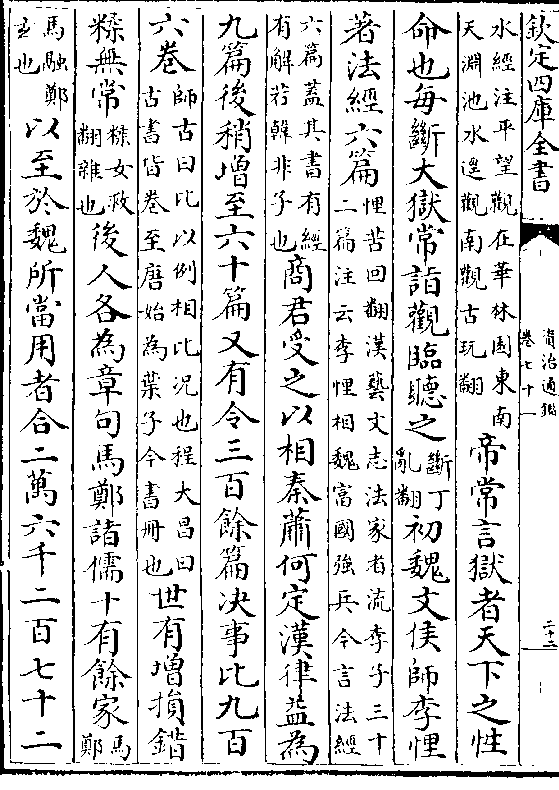 欽定四庫全書
資治通鑑
卷七十一
水經注平望觀在華林園東南
天淵池水逕觀南觀古玩翻
帝常言獄者天下之性
命也每斷大獄常詣觀臨聽之斷丁亂翻初魏文侯師李悝
著法經六篇
悝苦回翻漢藝文志法家者流李子三十
二篇注云李悝相魏富國強兵今言法經
六篇蓋其書有經
有解若韓非子也
商君受之以相秦蕭何定漢律益為
九篇後稍增至六十篇又有令三百餘篇决事比九百
六卷
師古曰比以例相比况也程大昌曰
古書皆卷至唐始為葉子今書冊也
世有增損錯
糅無常糅女救翻雜也後人各為章句馬鄭諸儒十有餘家馬鄭
馬融鄭
𤣥也
以至於魏所當用者合二萬六千二百七十二